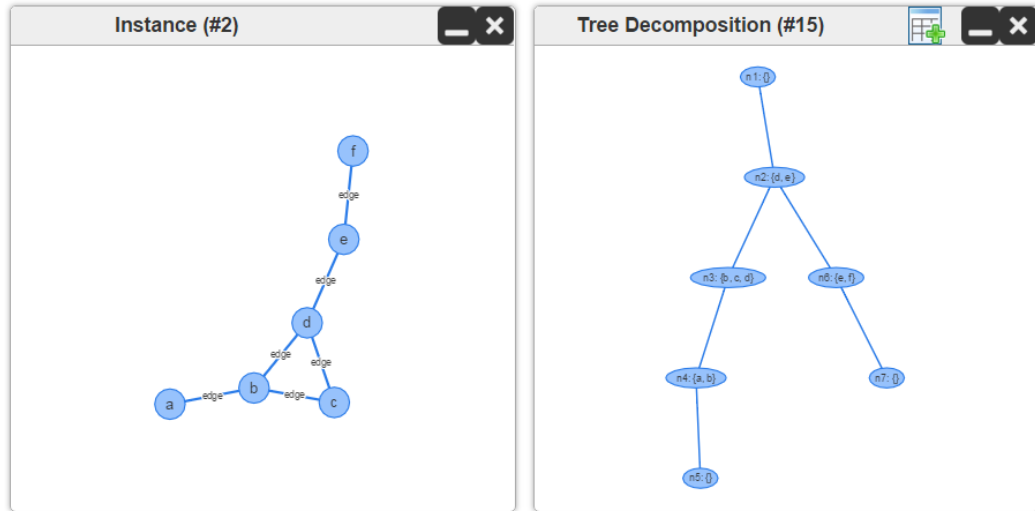 Instance (#2)
Tree Decomposition (#15)
f
edge
e
edge
d
edge
edge
b
edge
edge
c
a
n1: {}
n2: {d, e}
n3: {b, c, d}
n6: {e, f}
n4: {a, b}
n7: {}
n5: {}